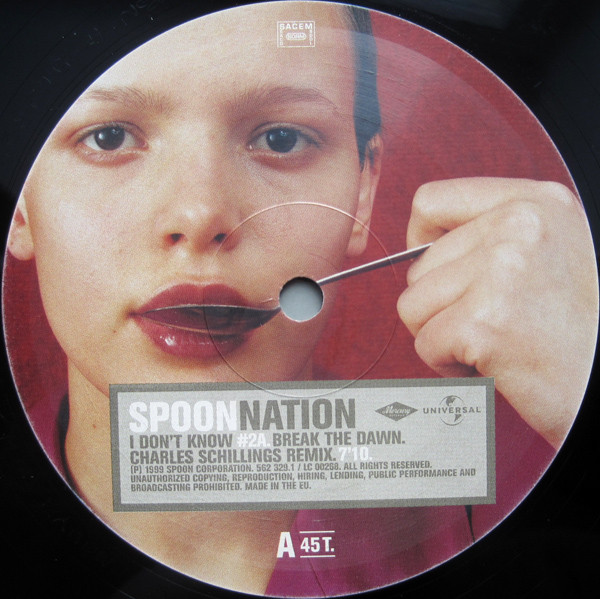 SACEM
SPOONNATION
Mercury
UNIVERSAL
I DON'T KNOW #2A. BREAK THE DAWN.
CHARLES SCHILLINGS REMIX. 7'10.
(P) 1999 SPOON CORPORATION. 562 329.1 / LC 00268. ALL RIGHTS RESERVED.
UNAUTHORIZED COPYING, REPRODUCTION, HIRING, LENDING, PUBLIC PERFORMANCE AND
BROADCASTING PROHIBITED. MADE IN THE EU.
A 45 T.